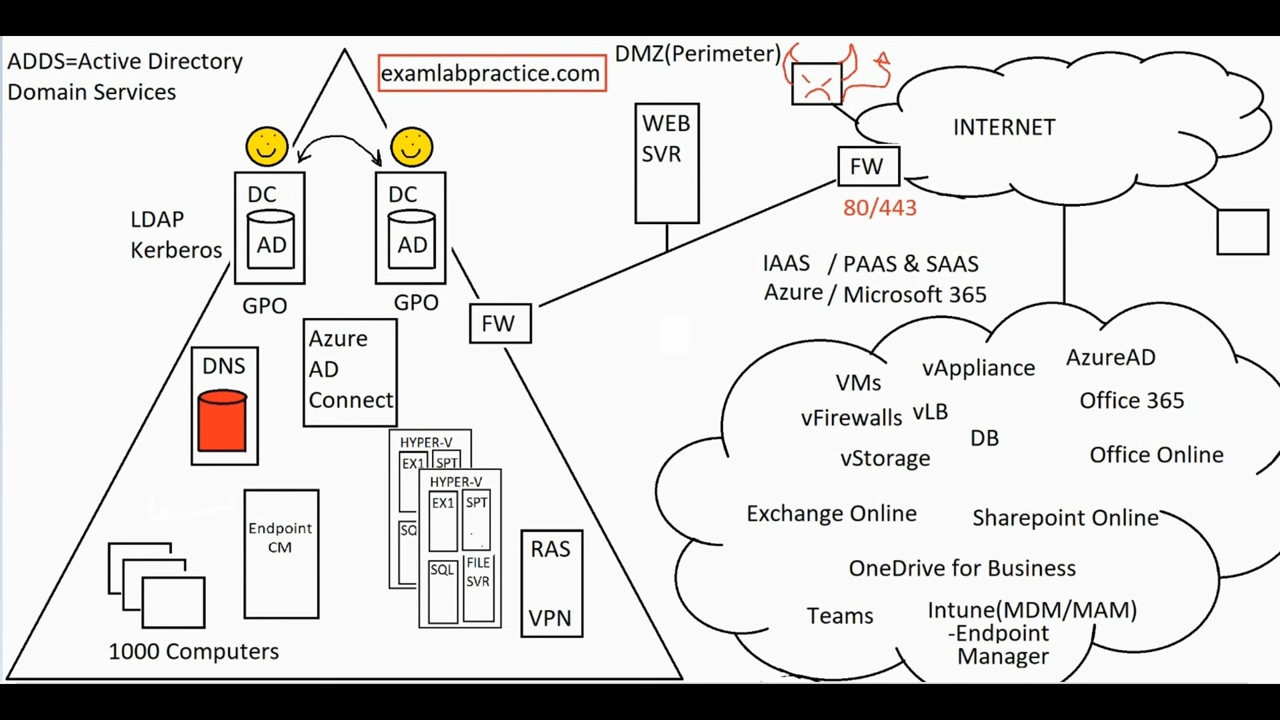 ADDS=Active Directory
Domain Services
examlabpractice.com
DMZ(Perimeter)
WEB
SVR
INTERNET
FW
80/443
DC
AD
GPO
DC
AD
GPO
LDAP
Kerberos
FW
IAAS / PAAS & SAAS
Azure / Microsoft 365
DNS
Azure
AD
Connect
HYPER-V
EX1
SPT
SQ
HYPER-V
EX1
SPT
SQL
FILE
SVR
Endpoint
CM
RAS
VPN
1000 Computers
VMs
vAppliance
AzureAD
vFirewalls
vLB
Office 365
DB
vStorage
Office Online
Exchange Online
Sharepoint Online
OneDrive for Business
Teams
Intune(MDM/MAM)
-Endpoint
Manager